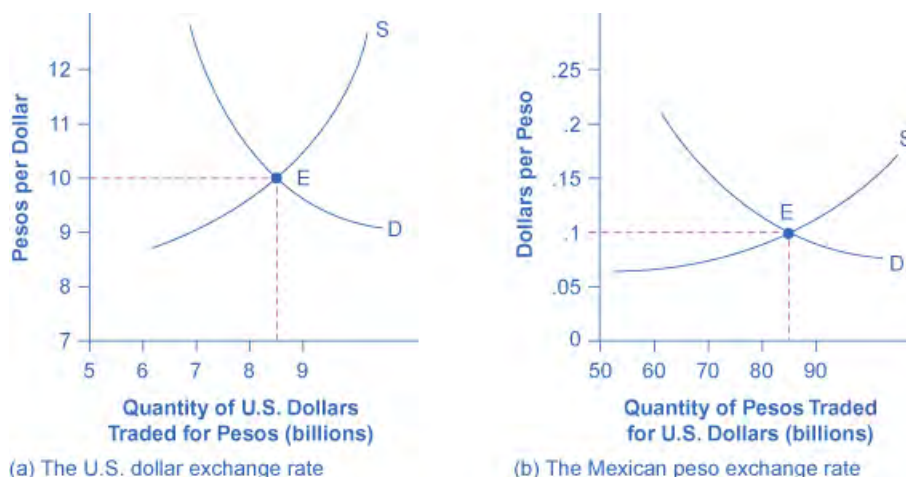 Pesos per Dollar
12
11
10
9
8
7
5
6
7
8
9
S
E
D
Quantity of U.S. Dollars
Traded for Pesos (billions)
(a) The U.S. dollar exchange rate
Dollars per Peso
.25
.2
.15
.1
.05
0
50
60
70
80
90
S
E
D
Quantity of Pesos Traded
for U.S. Dollars (billions)
(b) The Mexican peso exchange rate